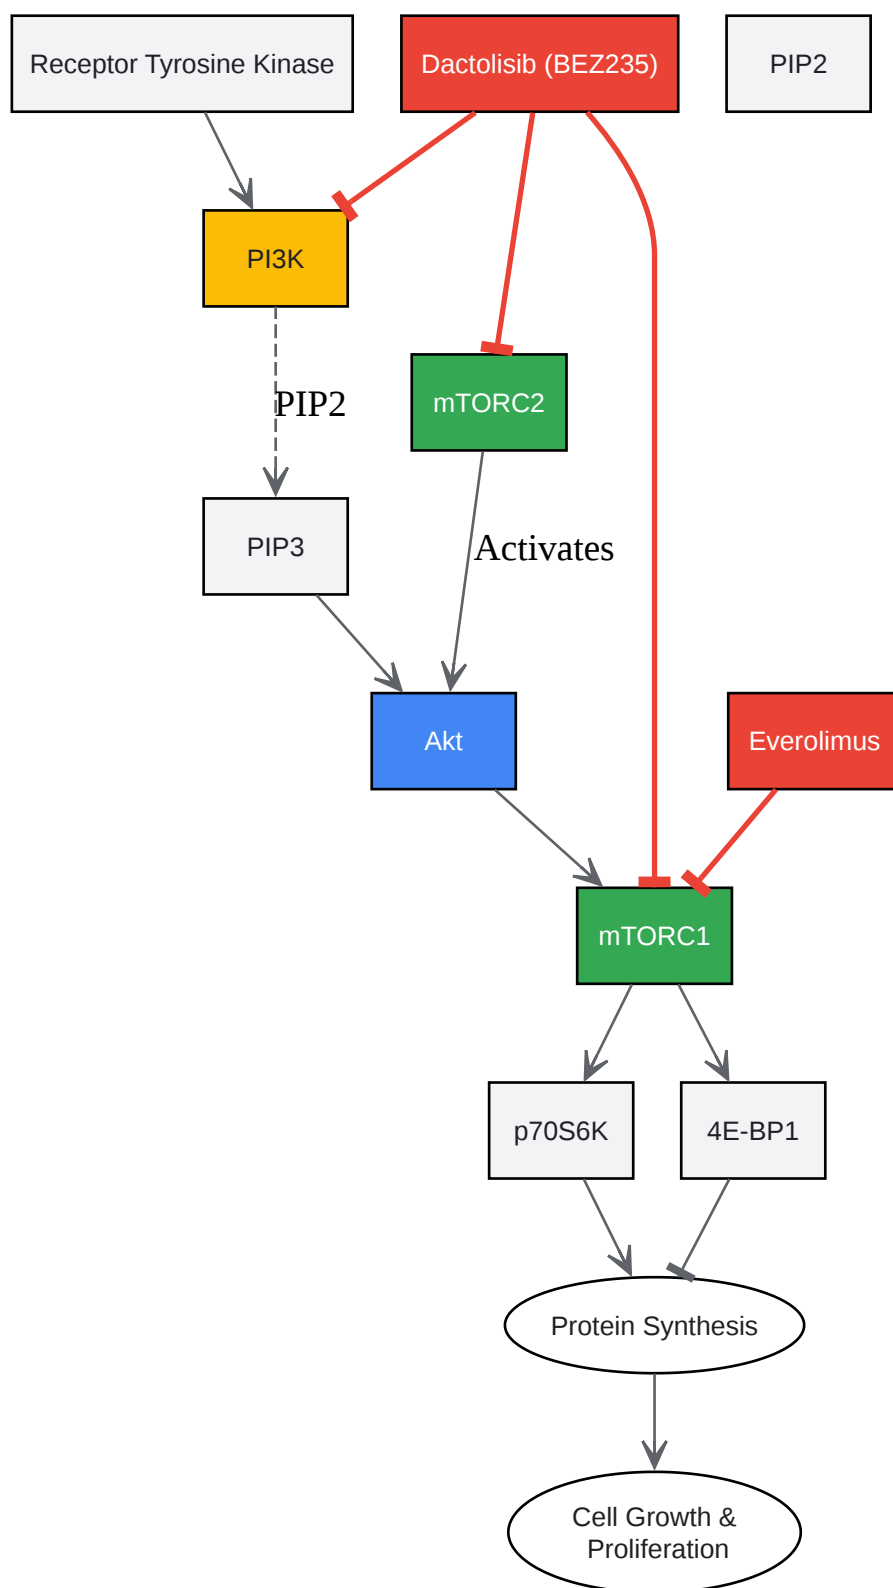 Receptor Tyrosine Kinase
Dactolisib (BEZ235)
PIP2
PI3K
PIP2
mTORC2
PIP3
Activates
Akt
Everolimus
mTORC1
p70S6K
4E-BP1
Protein Synthesis
Cell Growth &
Proliferation